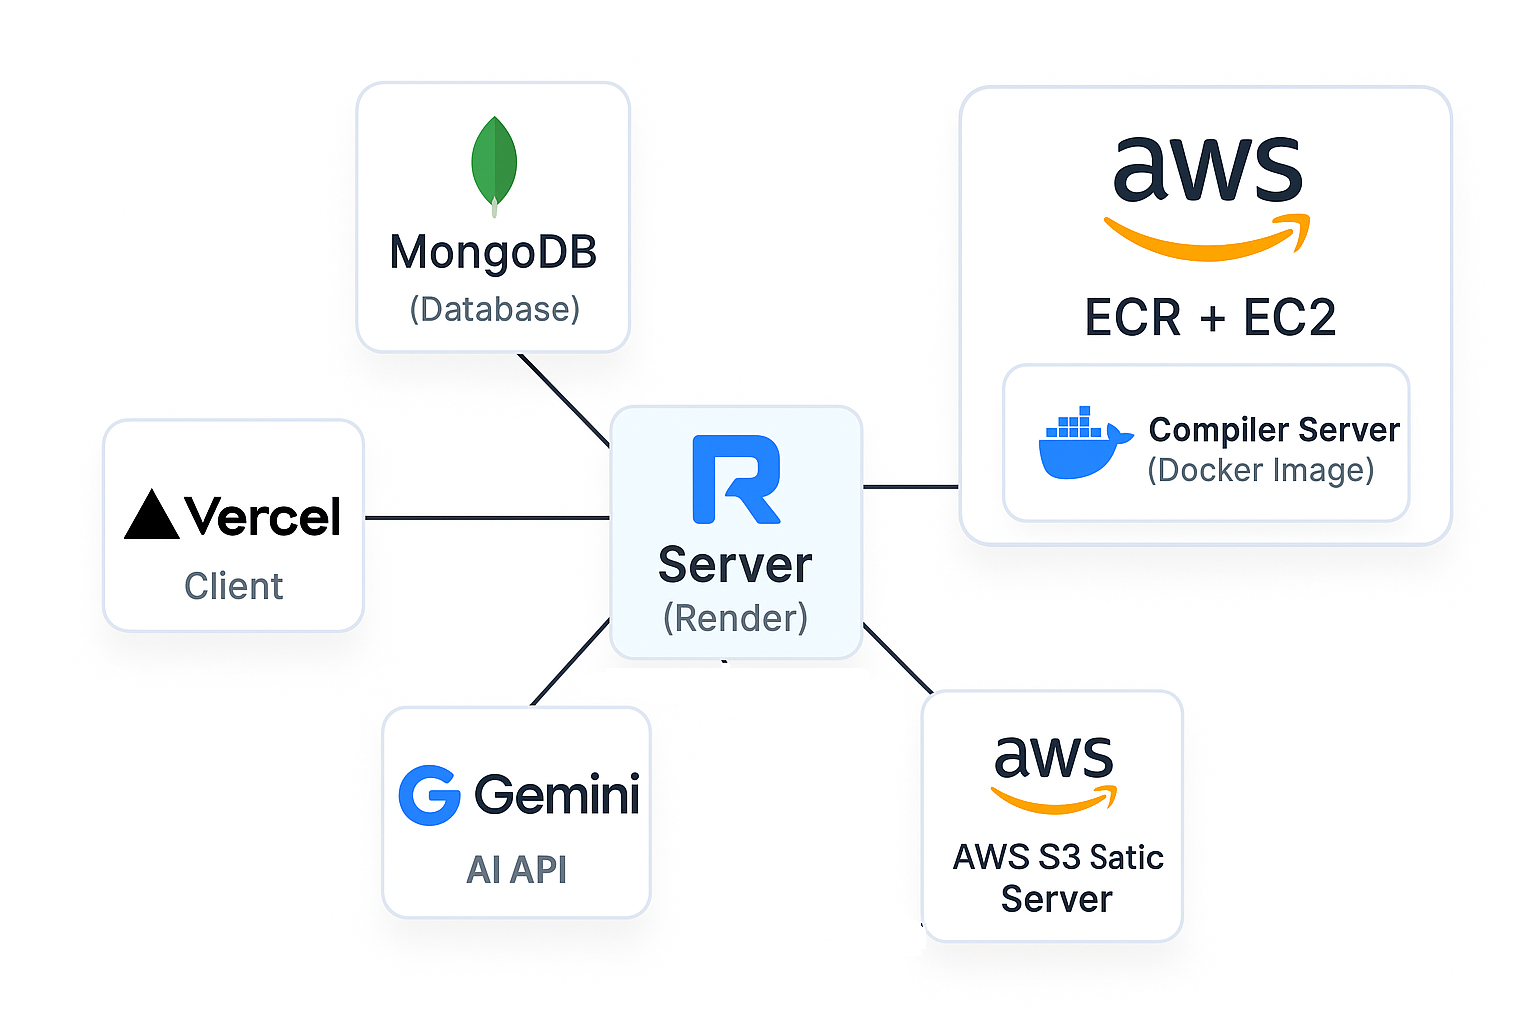 MongoDB
(Database)
aws
ECR + EC2
Compiler Server
(Docker Image)
Vercel
Client
Server
(Render)
Gemini
AI API
aws
AWS S3 Satic
Server